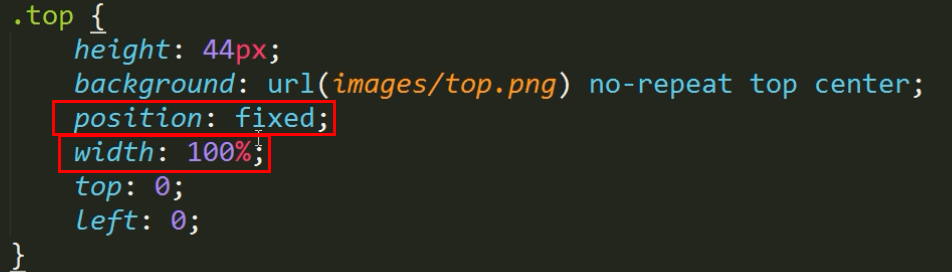 .top {
height: 44px;
background: url(images/top.png) no-repeat top center;
position: fixed;
width: 100%;
top: 0;
left: 0;
}